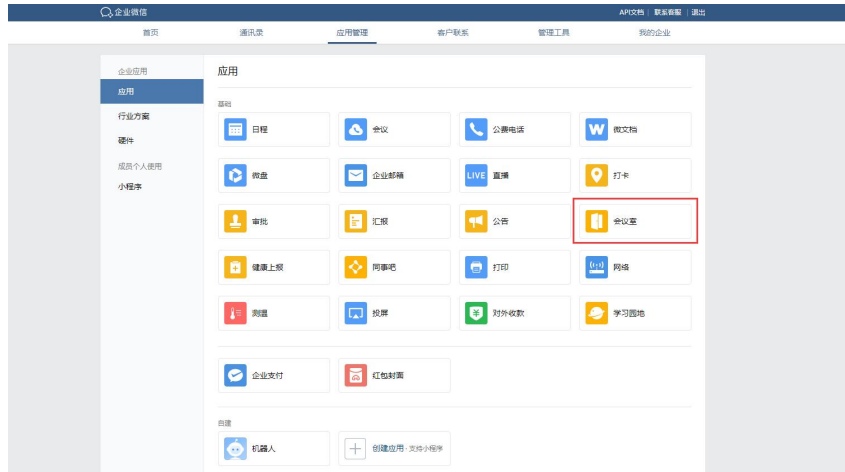 企业微信
API文档 | 联系客服 | 退出
首页 通讯录 应用管理 客户联系 管理工具 我的企业
企业应用
应用
行业方案
硬件
成员个人使用
小程序
应用
基础
日程 会议 公费电话 微文档
微盘 企业邮箱 LIVE 直播 打卡
审批 汇报 公告 会议室
健康上报 同事吧 打印 网络
测温 投屏 对外收款 学习园地
企业支付 红包封面
自建
机器人 创建应用·支持小程序